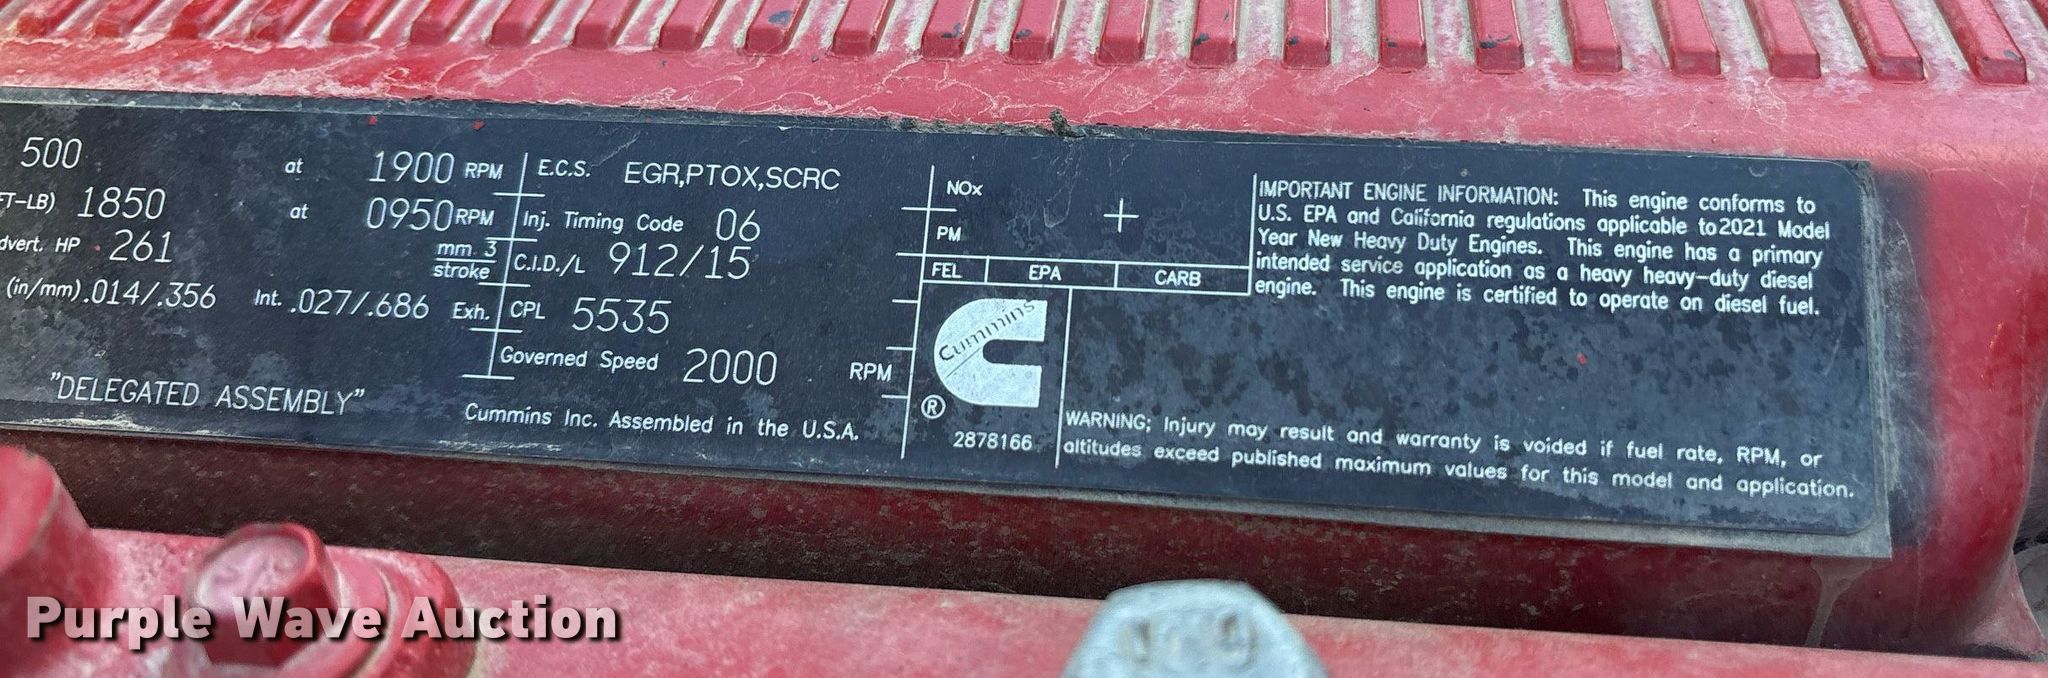 500 at 1900 RPM
FT-LB) 1850 at 0950 RPM
dvert. HP 261 mm. 3
stroke
(in/mm) .014/.356 Int. .027/.686 Exh.
"DELEGATED ASSEMBLY"
E.C.S. EGR,PTOX,SCRC
Inj. Timing Code 06
C.I.D./L 912/15
CPL 5535
Governed Speed 2000 RPM
Cummins Inc. Assembled in the U.S.A.
NOx
PM
FEL EPA CARB
Cummins
®
2878166
IMPORTANT ENGINE INFORMATION: This engine conforms to
U.S. EPA and California regulations applicable to 2021 Model
Year New Heavy Duty Engines. This engine has a primary
intended service application as a heavy heavy-duty diesel
engine. This engine is certified to operate on diesel fuel.
WARNING; Injury may result and warranty is voided if fuel rate, RPM, or
altitudes exceed published maximum values for this model and application.
Purple Wave Auction